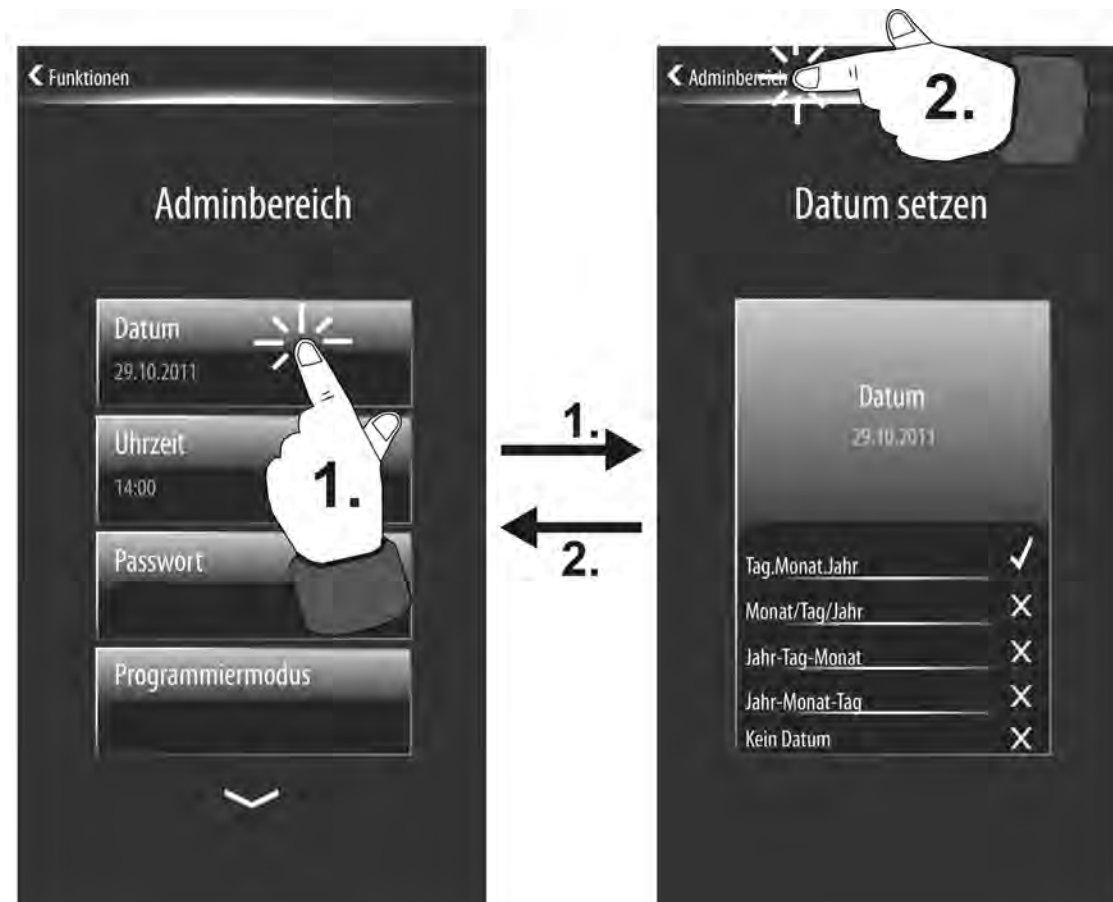 Funktionen
Adminbereich
Datum
29.10.2011
Uhrzeit
14:00
1.
Passwort
Programmiermodus
1.
2.
Adminbereich
2.
Datum setzen
Datum
29.10.2011
Tag.Monat.Jahr
Monat/Tag/Jahr
Jahr-Tag-Monat
Jahr-Monat-Tag
Kein Datum